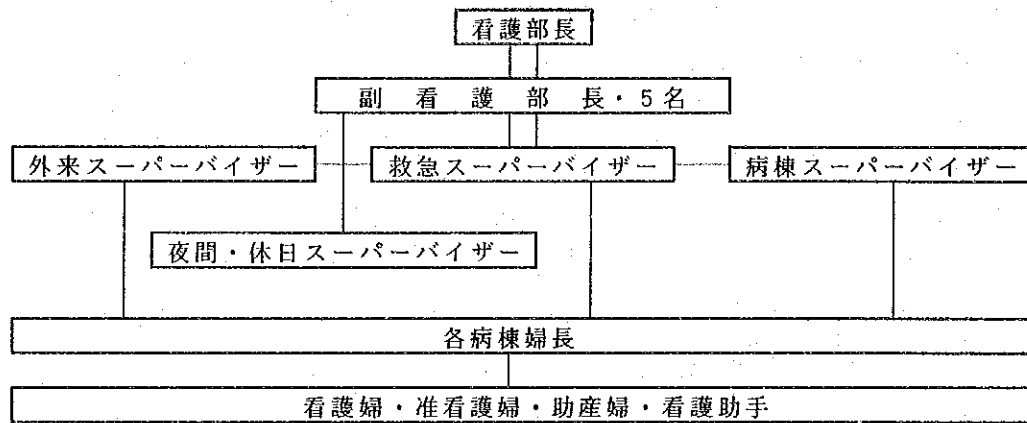 看護部長
副看護部長・5名
外来スーパーバイザー
救急スーパーバイザー
病棟スーパーバイザー
夜間・休日スーパーバイザー
各病棟婦長
看護婦・准看護婦・助産婦・看護助手